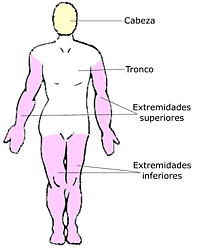 Cabeza
Tronco
Extremidades
superiores
Extremidades
inferiores